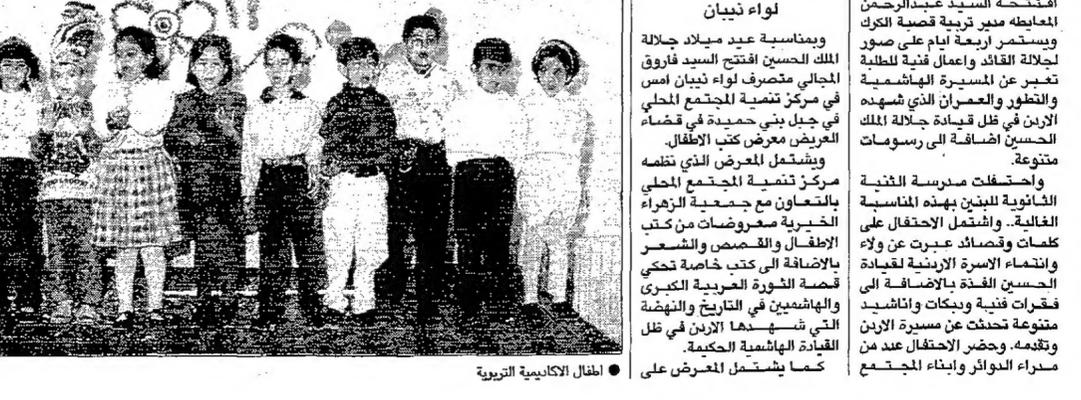 افتتحه السيد عبدالرحمن
المعايطه مدير تربية قصبة الكرك
ويستمر اربعة ايام على صور
لجلالة القائد واعمال فنية للطلبة
تعبر عن المسيرة الهاشمية
والتطور والعمران الذي شهده
الاردن في ظل قيادة جلالة الملك
الحسين اضافة إلى رسومات
متنوعة.
واحتفلت مدرسة الثنية
الثانوية للبنين بهذه المناسبة
الغالية.. واشتمل الاحتفال على
كلمات وقصائد عبرت عن ولاء
وانتماء الاسرة الاردنية لقيادة
الحسين الفذة بالاضافة الى
فقرات فنية ودبكات واناشيد
متنوعة تحدثت عن مسيرة الاردن
وتقدمه. وحضر الاحتفال عدد من
مدراء الدوائر وابناء المجتمع
لواء ذيبان
وبمناسبة عيد ميلاد جلالة
الملك الحسين افتتح السيد فاروق
المجالي متصرف لواء ذيبان امس
في مركز تنمية المجتمع المحلي
في جبل بني حميدة في قضاء
العريض معرض كتب الاطفال.
ويشتمل المعرض الذي نظمه
مركز تنمية المجتمع المحلي
بالتعاون مع جمعية الزهراء
الخيرية معروضات من كتب
الاطفال والقصص والشعر
بالاضافة الى كتب خاصة تحكي
قصة الثورة العربية الكبرى
والهاشميين في التاريخ والنهضة
التي شهدها الاردن في ظل
القيادة الهاشمية الحكيمة.
كما يشتمل المعرض على
● اطفال الاكاديمية التربوية